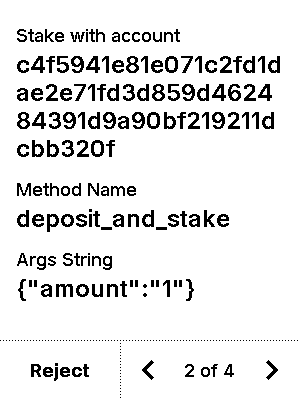 Stake with account
c4f5941e81e071c2fd1d
ae2e71fd3d859d4624
84391d9a90bf219211d
cbb320f
Method Name
deposit_and_stake
Args String
{"amount":"1"}
Reject
2 of 4